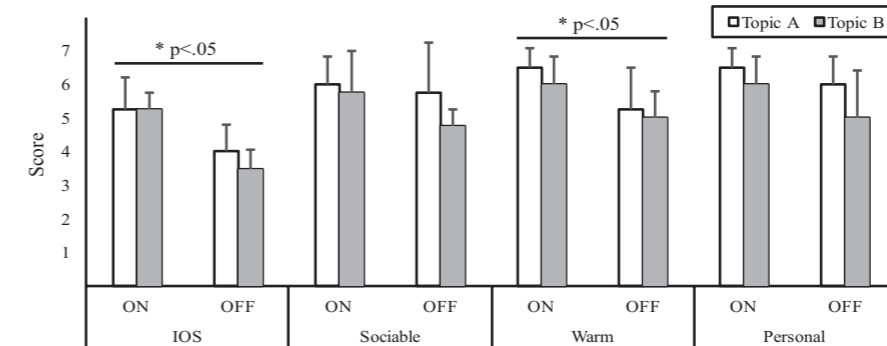 Topic A Topic B
* p<.05
* p<.05
Score
7
6
5
4
3
2
1
ON OFF ON OFF ON OFF ON OFF
IOS Sociable Warm Personal